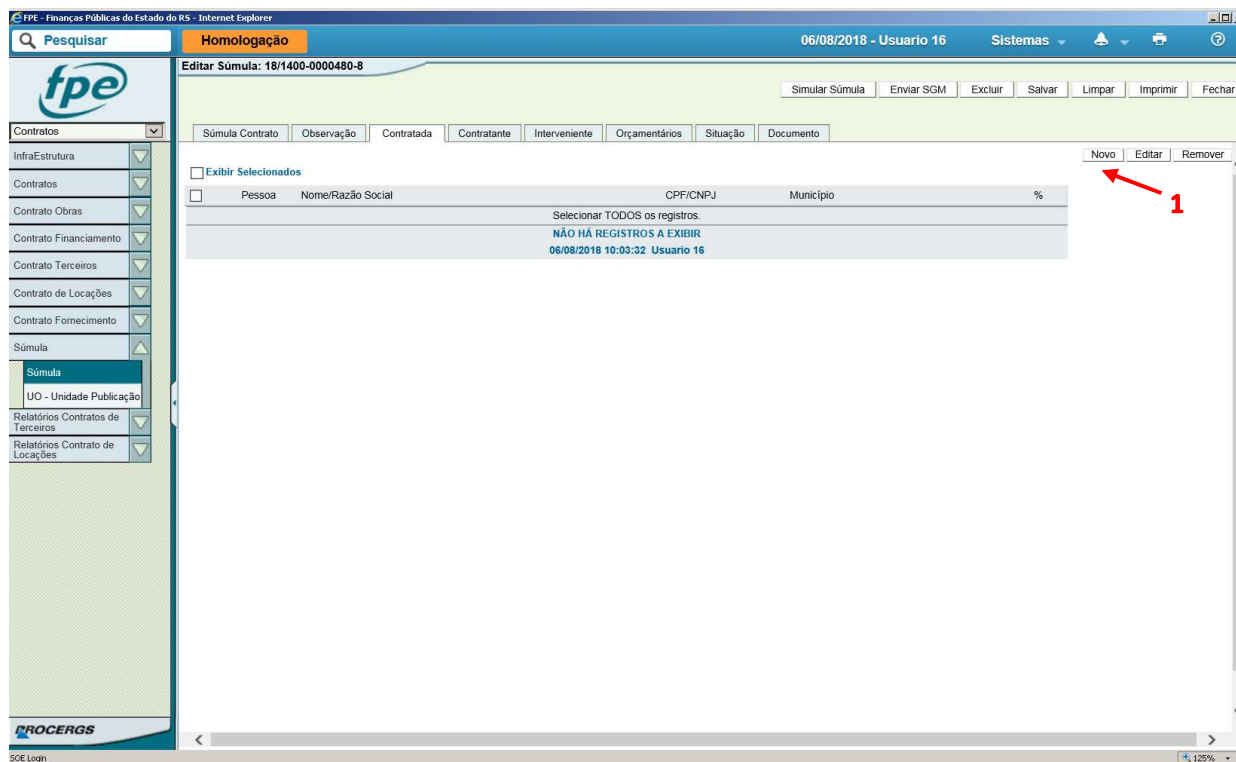 FPE - Finanças Públicas do Estado do RS - Internet Explorer
Pesquisar
Homologação
06/08/2018 - Usuario 16
Sistemas
fpe
Editar Súmula: 18/1400-0000480-8
Simular Súmula
Enviar SGM
Excluir
Salvar
Limpar
Imprimir
Fechar
Contratos
Súmula Contrato
Observação
Contratada
Contratante
Interveniente
Orçamentários
Situação
Documento
Novo
Editar
Remover
1
InfraEstrutura
Contratos
Contrato Obras
Contrato Financiamento
Contrato Terceiros
Contrato de Locações
Contrato Fornecimento
Súmula
Súmula
UO - Unidade Publicação
Relatórios Contratos de
Terceiros
Relatórios Contrato de
Locações
Exibir Selecionados
Pessoa Nome/Razão Social CPF/CNPJ Município %
Selecionar TODOS os registros.
NÃO HÁ REGISTROS A EXIBIR
06/08/2018 10:03:32 Usuario 16
PROCERGS
SOE Login
125%